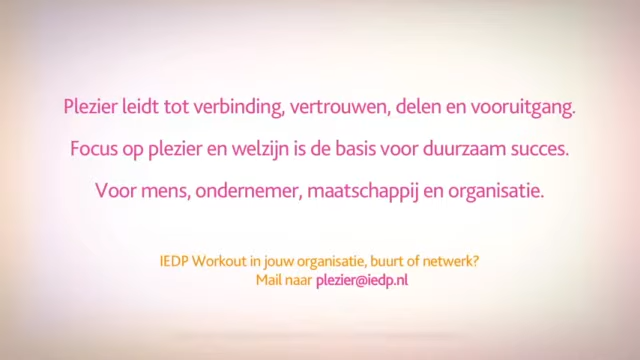 Plezier leidt tot verbinding, vertrouwen, delen en vooruitgang.
Focus op plezier en welzijn is de basis voor duurzaam succes.
Voor mens, ondernemer, maatschappij en organisatie.
IEDP Workout in jouw organisatie, buurt of netwerk?
Mail naar plezier@iedp.nl